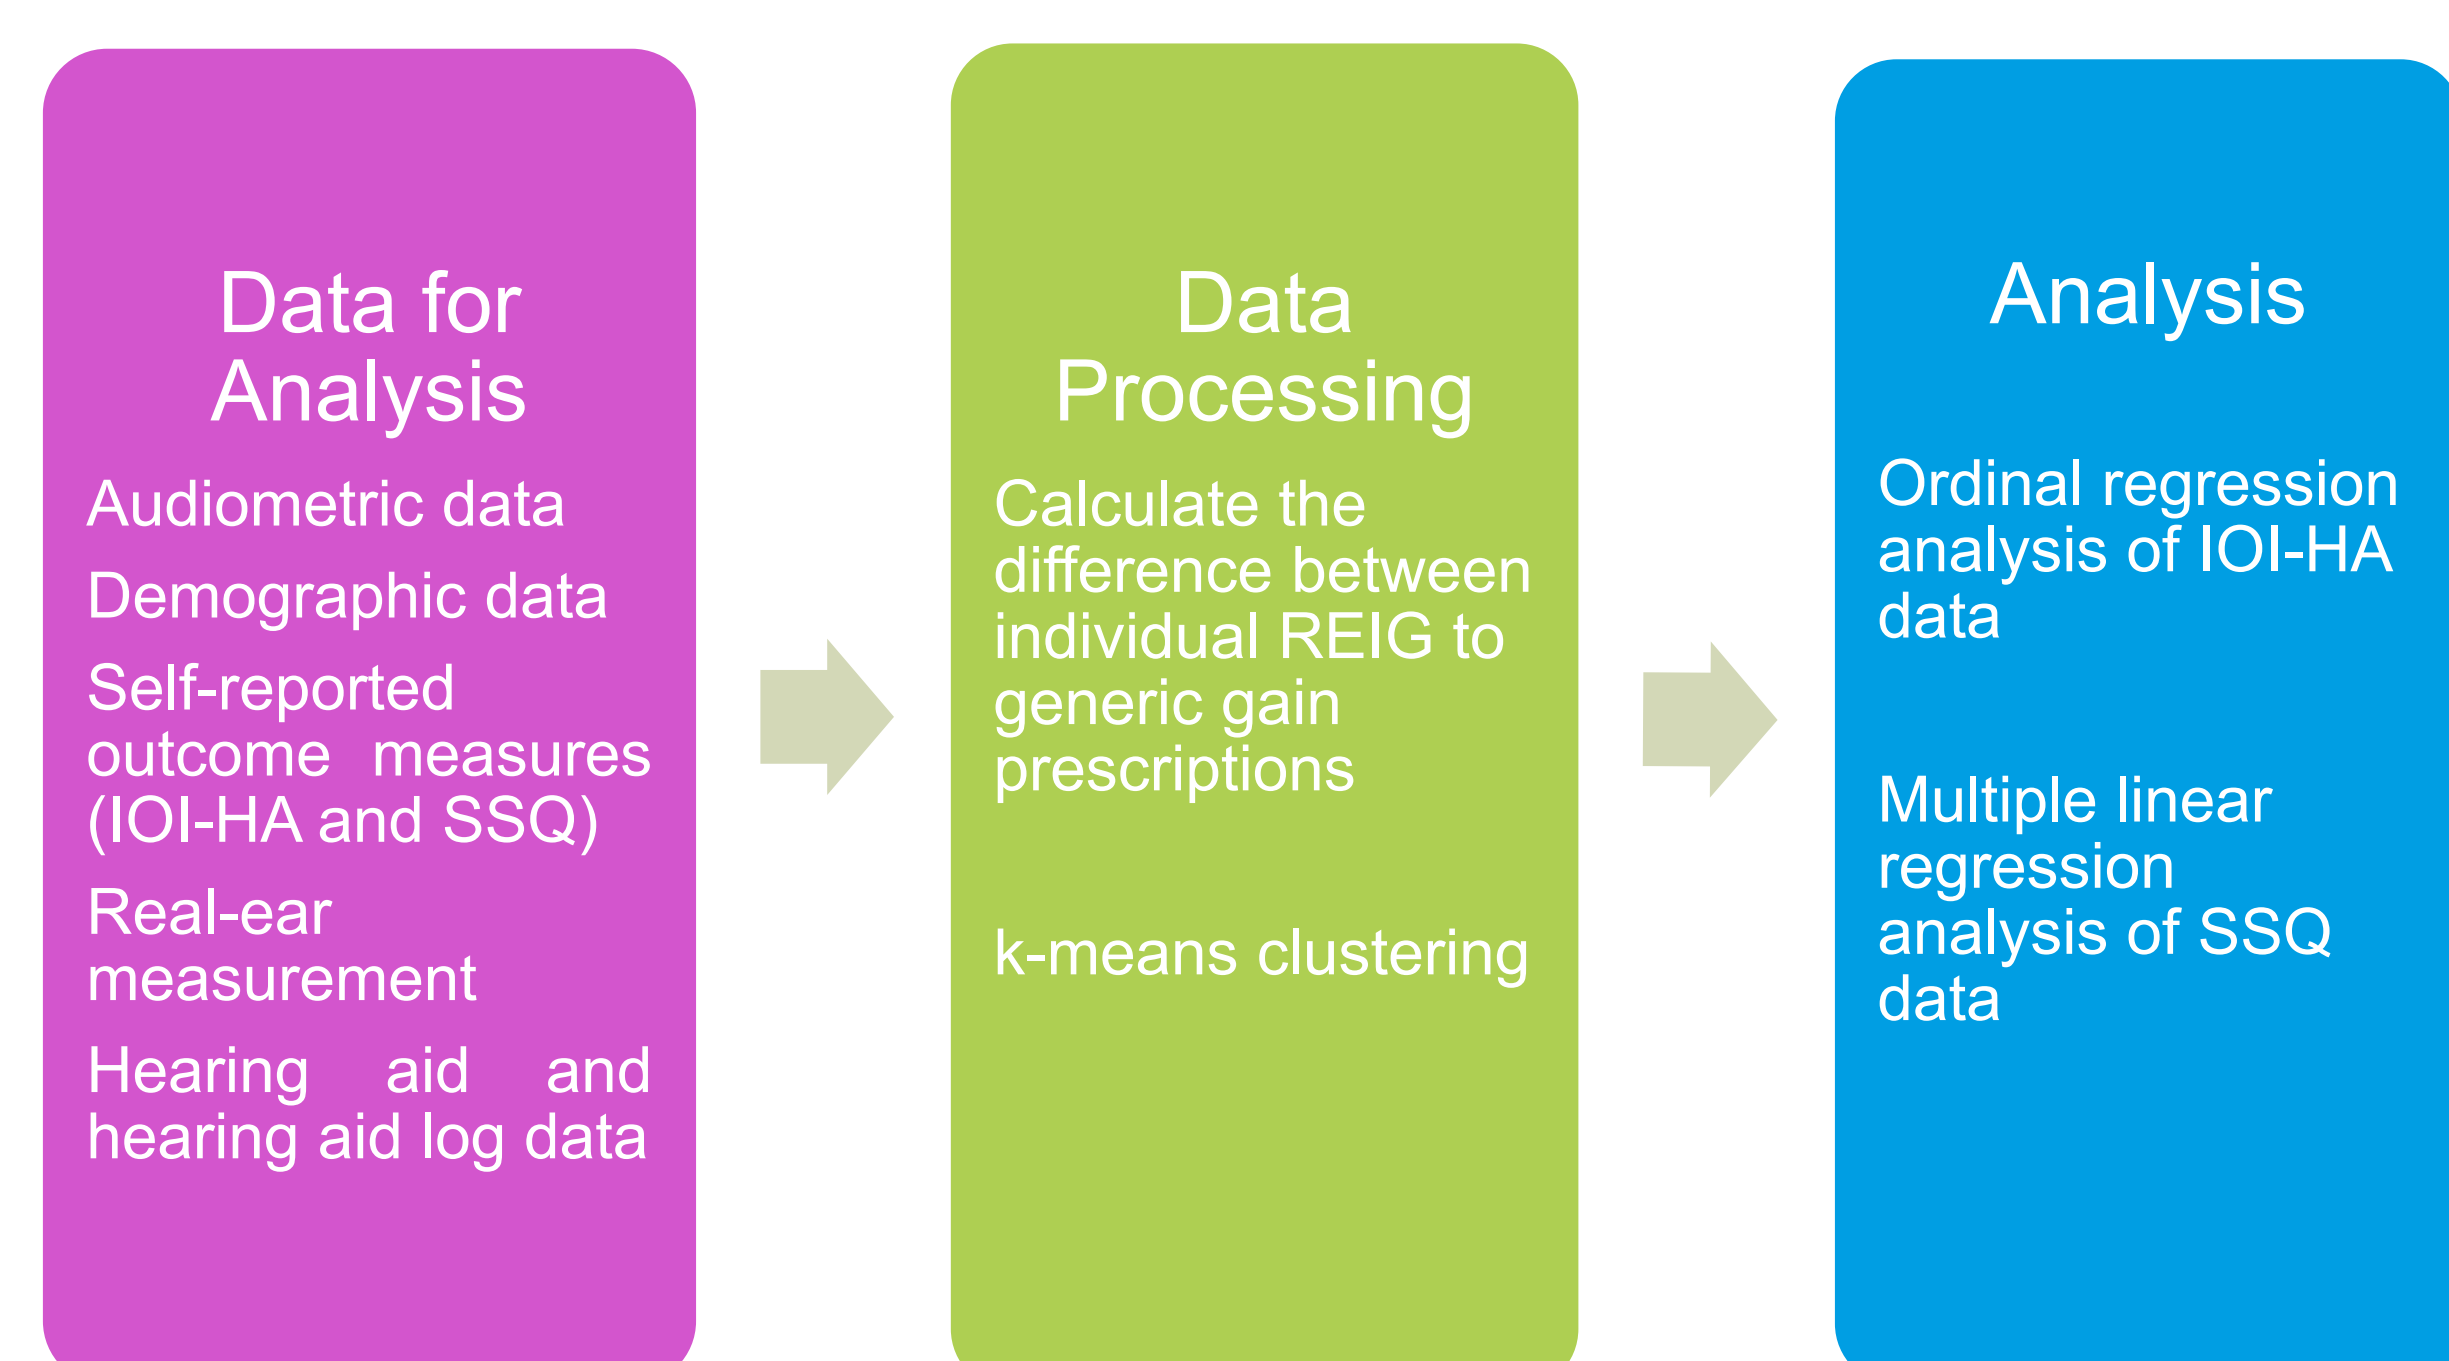 Data for
Analysis
Audiometric data
Demographic data
Self-reported
outcome measures
(IOI-HA and SSQ)
Real-ear
measurement
Hearing aid and
hearing aid log data
Data
Processing
Calculate the
difference between
individual REIG to
generic gain
prescriptions
k-means clustering
Analysis
Ordinal regression
analysis of IOI-HA
data
Multiple linear
regression
analysis of SSQ
data